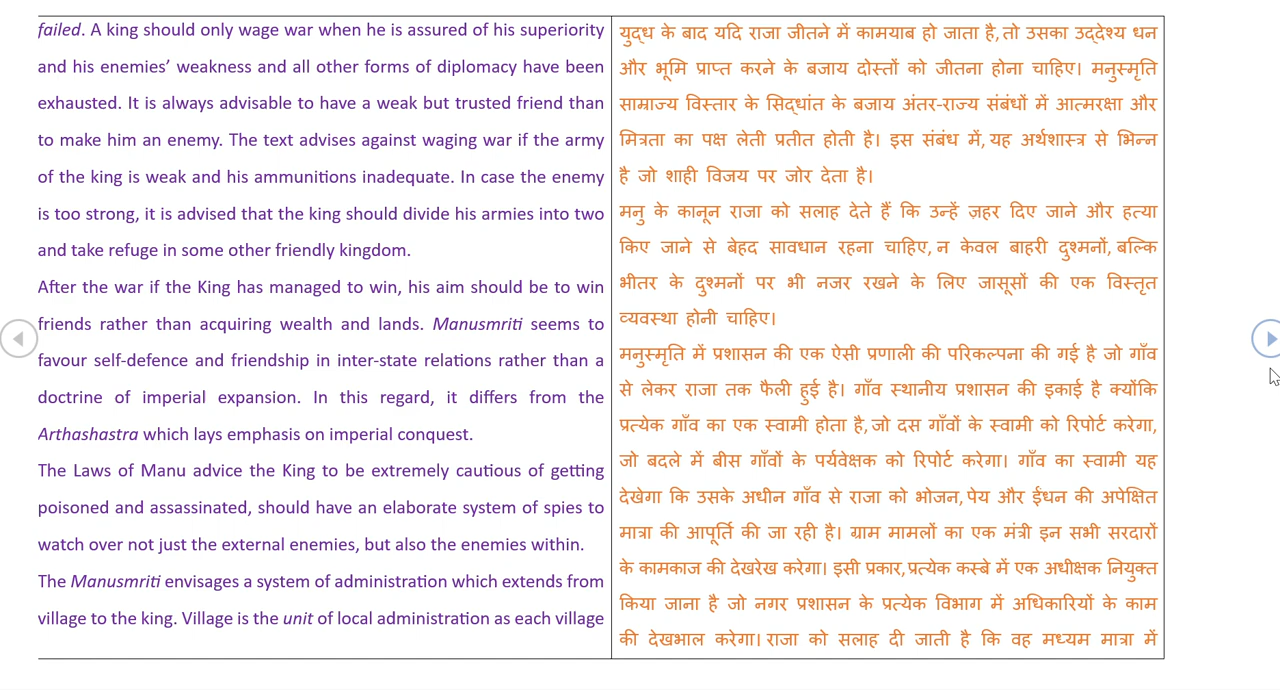 failed. A king should only wage war when he is assured of his superiority
and his enemies’ weakness and all other forms of diplomacy have been
exhausted. It is always advisable to have a weak but trusted friend than
to make him an enemy. The text advises against waging war if the army
of the king is weak and his ammunitions inadequate. In case the enemy
is too strong, it is advised that the king should divide his armies into two
and take refuge in some other friendly kingdom.
After the war if the King has managed to win, his aim should be to win
friends rather than acquiring wealth and lands. Manusmriti seems to
favour self-defence and friendship in inter-state relations rather than a
doctrine of imperial expansion. In this regard, it differs from the
Arthashastra which lays emphasis on imperial conquest.
The Laws of Manu advice the King to be extremely cautious of getting
poisoned and assassinated, should have an elaborate system of spies to
watch over not just the external enemies, but also the enemies within.
The Manusmriti envisages a system of administration which extends from
village to the king. Village is the unit of local administration as each village
युद्ध के बाद यदि राजा जीतने में कामयाब हो जाता है, तो उसका उद्देश्य धन
और भूमि प्राप्त करने के बजाय दोस्तों को जीतना होना चाहिए। मनुस्मृति
साम्राज्य विस्तार के सिद्धांत के बजाय अंतर-राज्य संबंधों में आत्मरक्षा और
मित्रता का पक्ष लेती प्रतीत होती है। इस संबंध में, यह अर्थशास्त्र से भिन्न
है जो शाही विजय पर जोर देता है।
मनु के कानून राजा को सलाह देते हैं कि उन्हें ज़हर दिए जाने और हत्या
किए जाने से बेहद सावधान रहना चाहिए, न केवल बाहरी दुश्मनों, बल्कि
भीतर के दुश्मनों पर भी नजर रखने के लिए जासूसों की एक विस्तृत
व्यवस्था होनी चाहिए।
मनुस्मृति में प्रशासन की एक ऐसी प्रणाली की परिकल्पना की गई है जो गाँव
से लेकर राजा तक फैली हुई है। गाँव स्थानीय प्रशासन की इकाई है क्योंकि
प्रत्येक गाँव का एक स्वामी होता है, जो दस गाँवों के स्वामी को रिपोर्ट करेगा,
जो बदले में बीस गाँवों के पर्यवेक्षक को रिपोर्ट करेगा। गाँव का स्वामी यह
देखेगा कि उसके अधीन गाँव से राजा को भोजन, पेय और ईंधन की अपेक्षित
मात्रा की आपूर्ति की जा रही है। ग्राम मामलों का एक मंत्री इन सभी सरदारों
के कामकाज की देखरेख करेगा। इसी प्रकार, प्रत्येक कस्बे में एक अधीक्षक नियुक्त
किया जाना है जो नगर प्रशासन के प्रत्येक विभाग में अधिकारियों के काम
की देखभाल करेगा। राजा को सलाह दी जाती है कि वह मध्यम मात्रा में